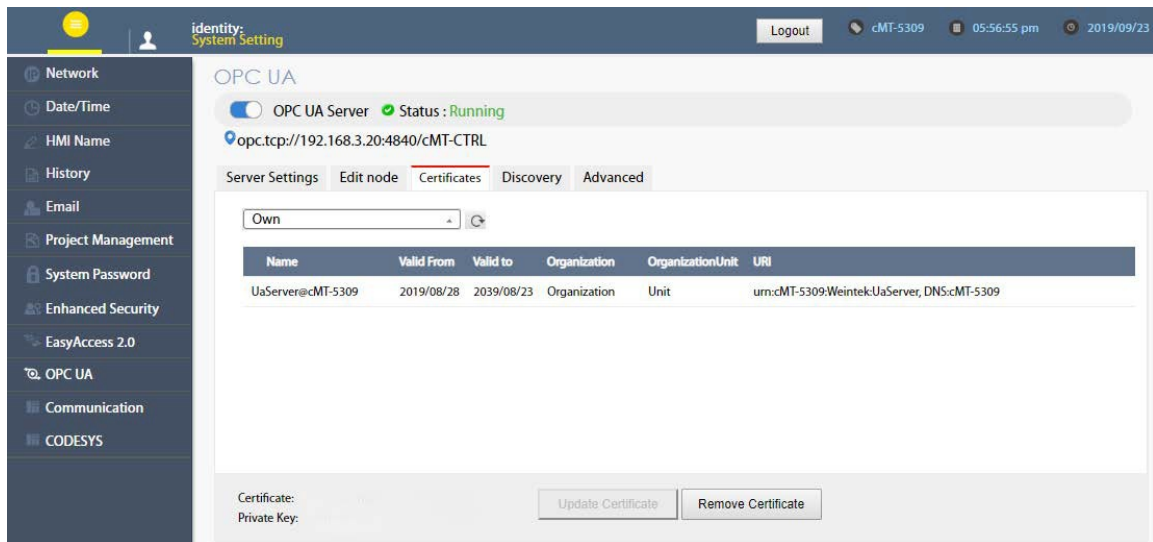 identity:
System Setting
Logout
cMT-5309
05:56:55 pm
2019/09/23
Network
Date/Time
HMI Name
History
Email
Project Management
System Password
Enhanced Security
EasyAccess 2.0
OPC UA
Communication
CODESYS
OPC UA
OPC UA Server Status : Running
opc.tcp://192.168.3.20:4840/cMT-CTRL
Server Settings Edit node Certificates Discovery Advanced
Own
Name Valid From Valid to Organization OrganizationUnit URI
UaServer@cMT-5309 2019/08/28 2039/08/23 Organization Unit urn:cMT-5309:Weintek:UaServer, DNS:cMT-5309
Certificate:
Private Key:
Update Certificate Remove Certificate